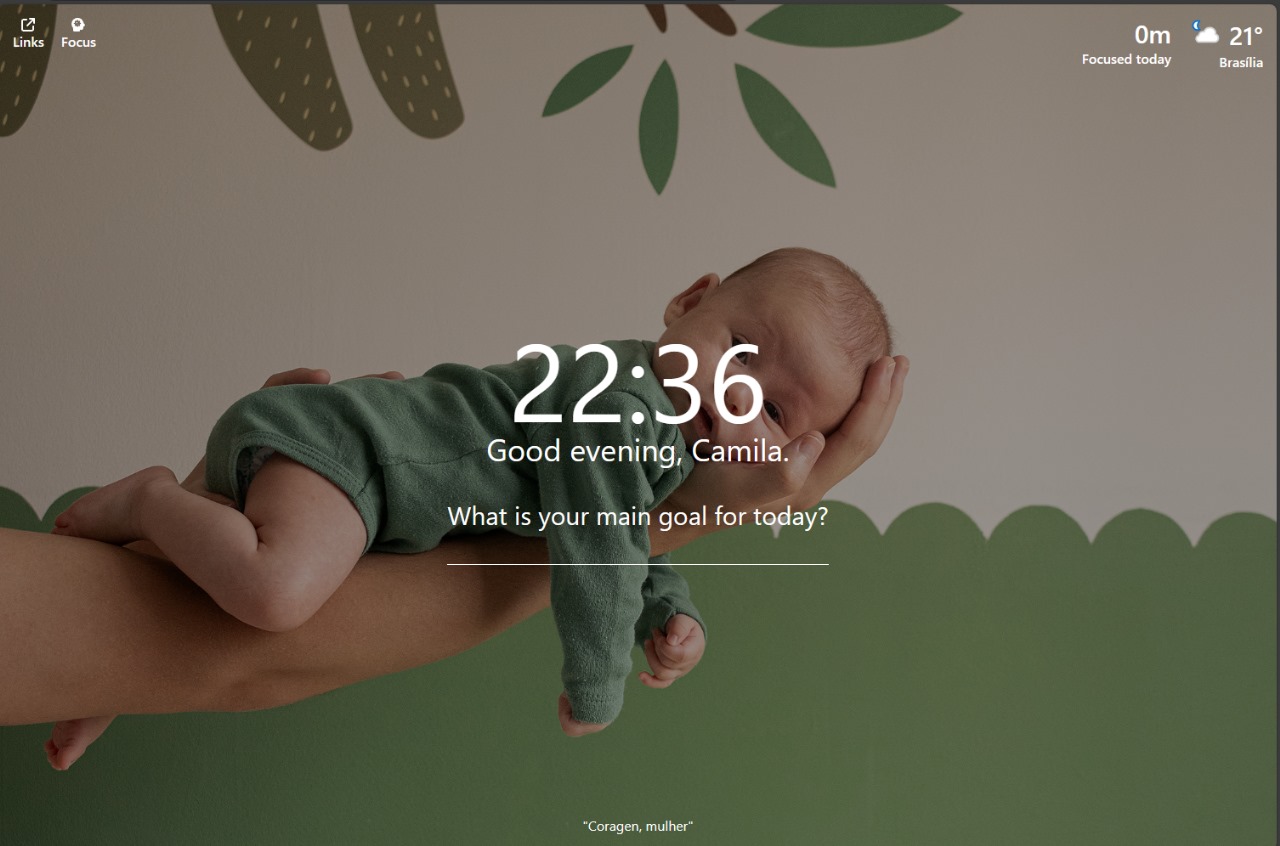 Links
Focus
0m
Focused today
21°
Brasília
22:36
Good evening, Camila.
What is your main goal for today?
"Coragen, mulher"